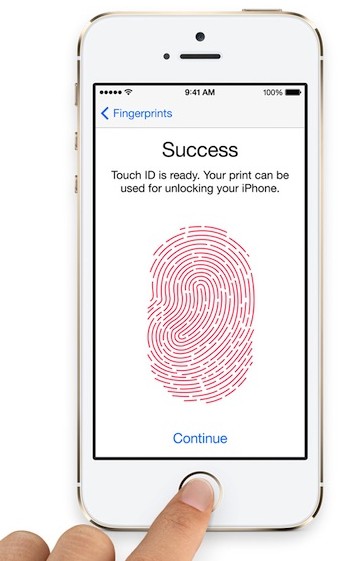 9:41 AM
100%
Fingerprints
Success
Touch ID is ready. Your print can be
used for unlocking your iPhone.
Continue